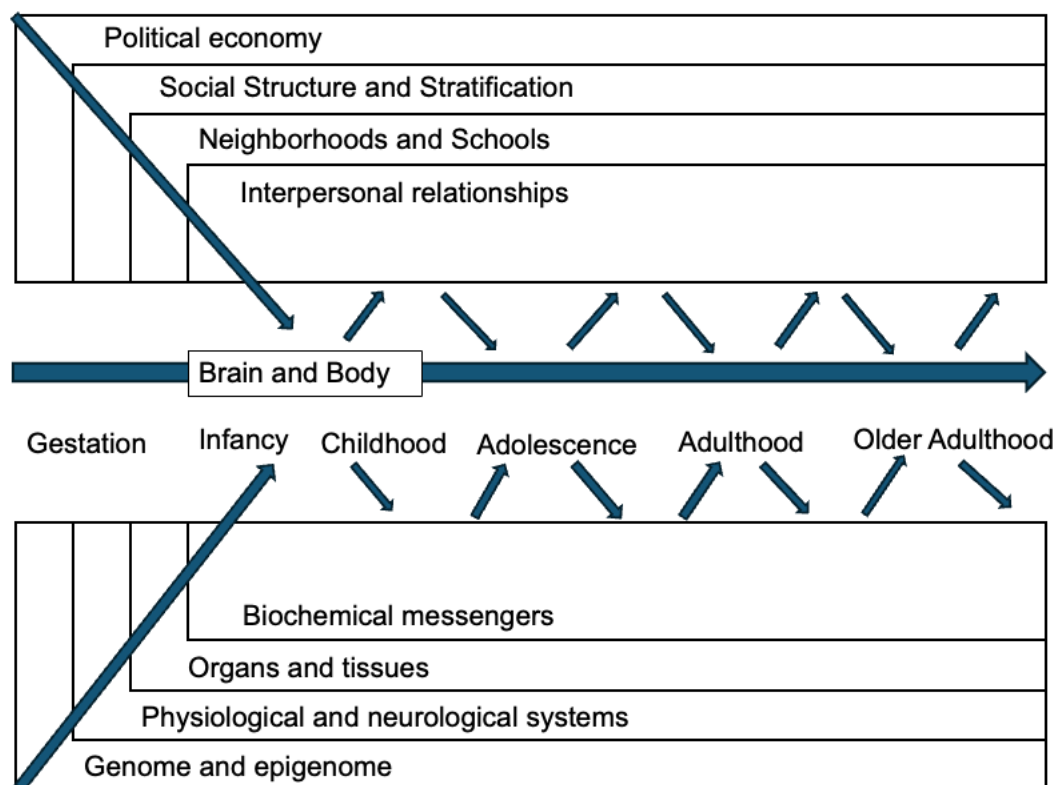 Political economy
Social Structure and Stratification
Neighborhoods and Schools
Interpersonal relationships
Brain and Body
Gestation
Infancy
Childhood
Adolescence
Adulthood
Older Adulthood
Biochemical messengers
Organs and tissues
Physiological and neurological systems
Genome and epigenome